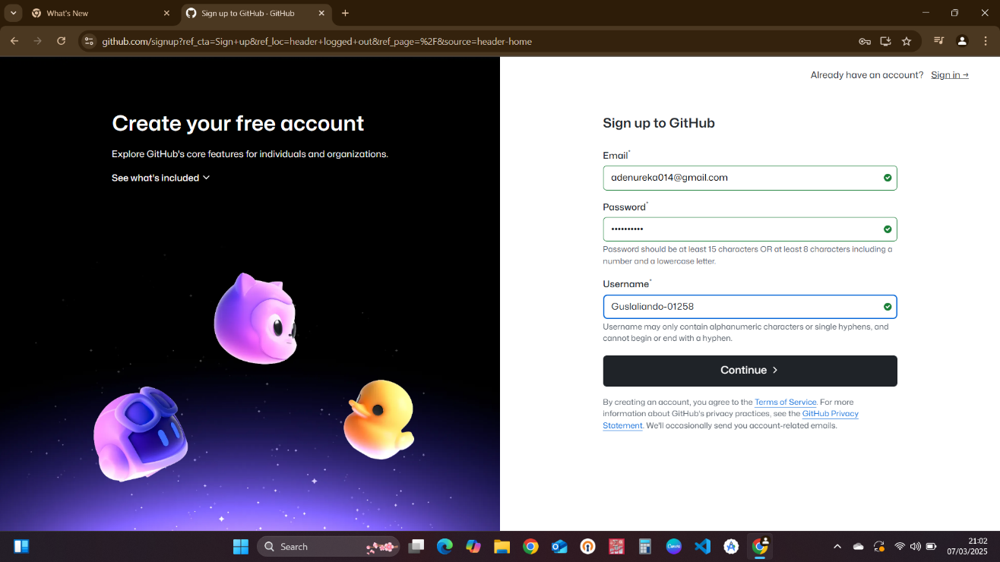 What's New
Sign up to GitHub · GitHub
github.com/signup?ref_cta=Sign+up&ref_loc=header+logged+out&ref_page=%2F&source=header-home
Already have an account? Sign in →
Create your free account
Explore GitHub's core features for individuals and organizations.
See what's included
Sign up to GitHub
Email*
adenureka014@gmail.com
Password*
••••••••••
Password should be at least 15 characters OR at least 8 characters including a
number and a lowercase letter.
Username*
Guslaliando-01258
Username may only contain alphanumeric characters or single hyphens, and
cannot begin or end with a hyphen.
Continue >
By creating an account, you agree to the Terms of Service. For more
information about GitHub's privacy practices, see the GitHub Privacy
Statement. We'll occasionally send you account-related emails.
Search
Canva
21:02
07/03/2025